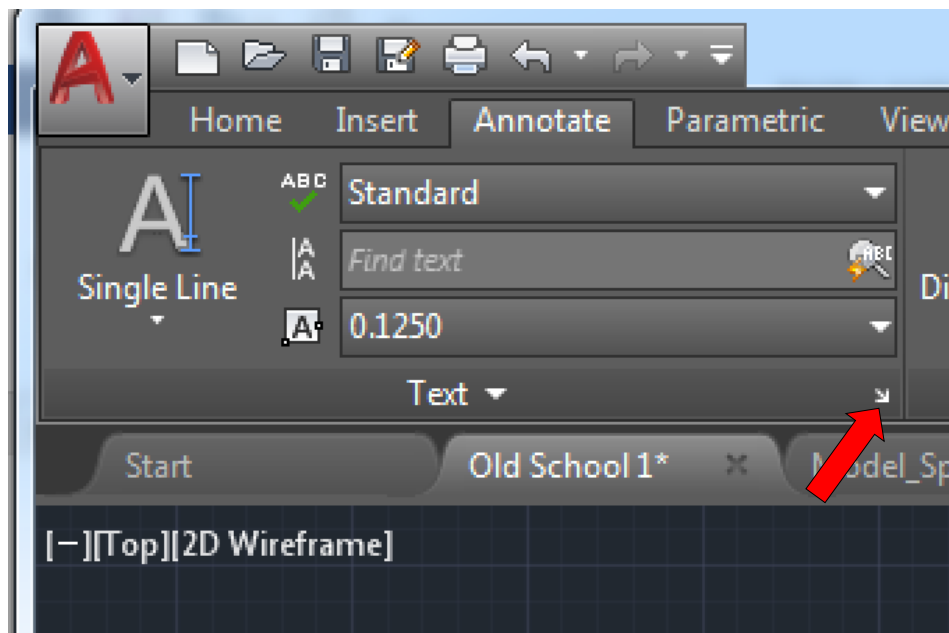 Home Insert Annotate Parametric View
ABC Standard
A Find text ABC
A
Single Line
A 0.1250
Text
Start Old School 1*
[−][Top][2D Wireframe]